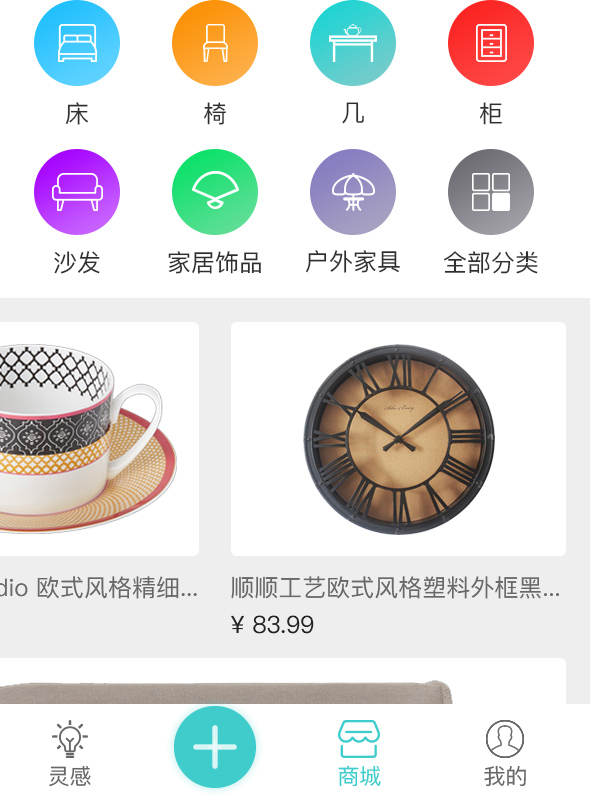 床 椅 几 柜
沙发 家居饰品 户外家具 全部分类
dio 欧式风格精细... 顺顺工艺欧式风格塑料外框黑...
¥ 83.99
灵感 商城 我的